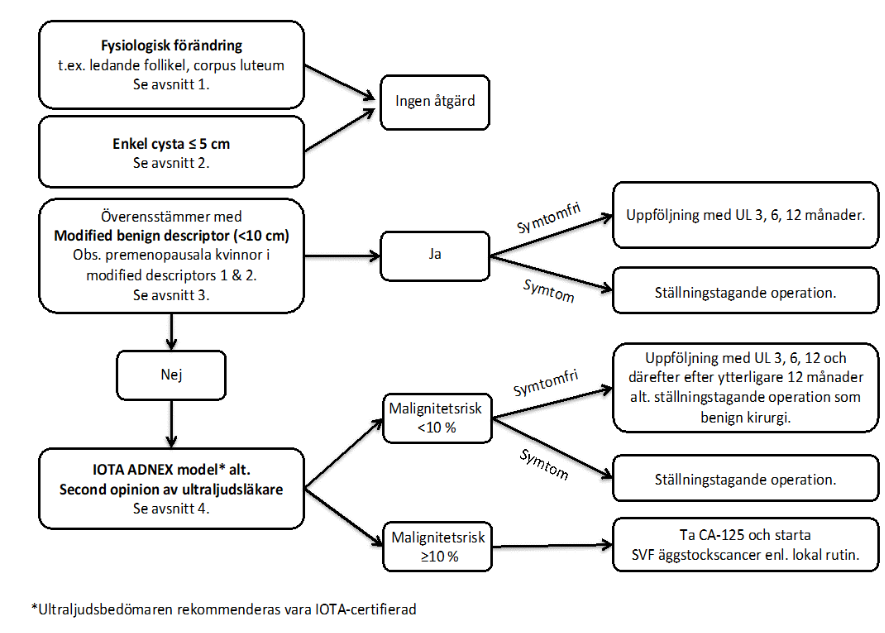 Fysiologisk förändring
t.ex. ledande follikel, corpus luteum
Se avsnitt 1.
Ingen åtgärd
Enkel cysta ≤ 5 cm
Se avsnitt 2.
Överensstämmer med
Modified benign descriptor (<10 cm)
Obs. premenopausala kvinnor i
modified descriptors 1 & 2.
Se avsnitt 3.
Ja
Symtomfri
Uppföljning med UL 3, 6, 12 månader.
Symtom
Ställningstagande operation.
Nej
IOTA ADNEX model* alt.
Second opinion av ultraljudsläkare
Se avsnitt 4.
Malignitetsrisk
<10 %
Symtomfri
Uppföljning med UL 3, 6, 12 och
därefter efter ytterligare 12 månader
alt. ställningstagande operation som
benign kirurgi.
Symtom
Ställningstagande operation.
Malignitetsrisk
≥10 %
Ta CA-125 och starta
SVF äggstockscancer enl. lokal rutin.
*Ultraljudsbedömaren rekommenderas vara IOTA-certifierad